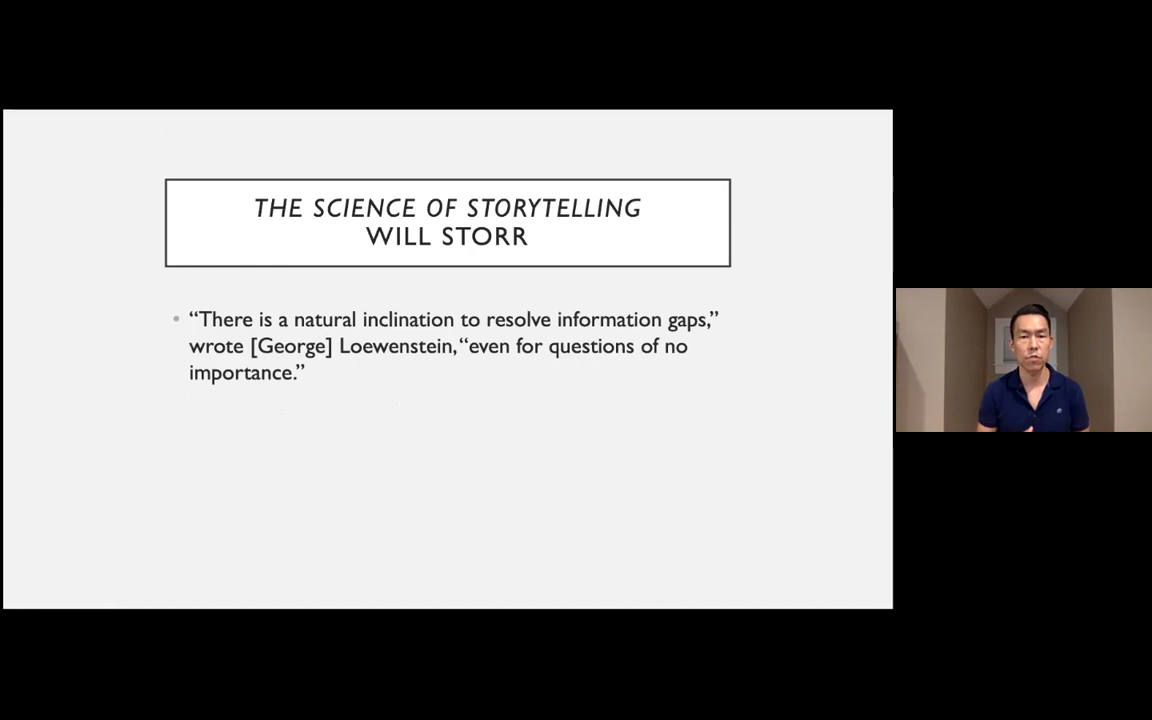 THE SCIENCE OF STORYTELLING
WILL STORR
• “There is a natural inclination to resolve information gaps,”
wrote [George] Loewenstein, “even for questions of no
importance.”